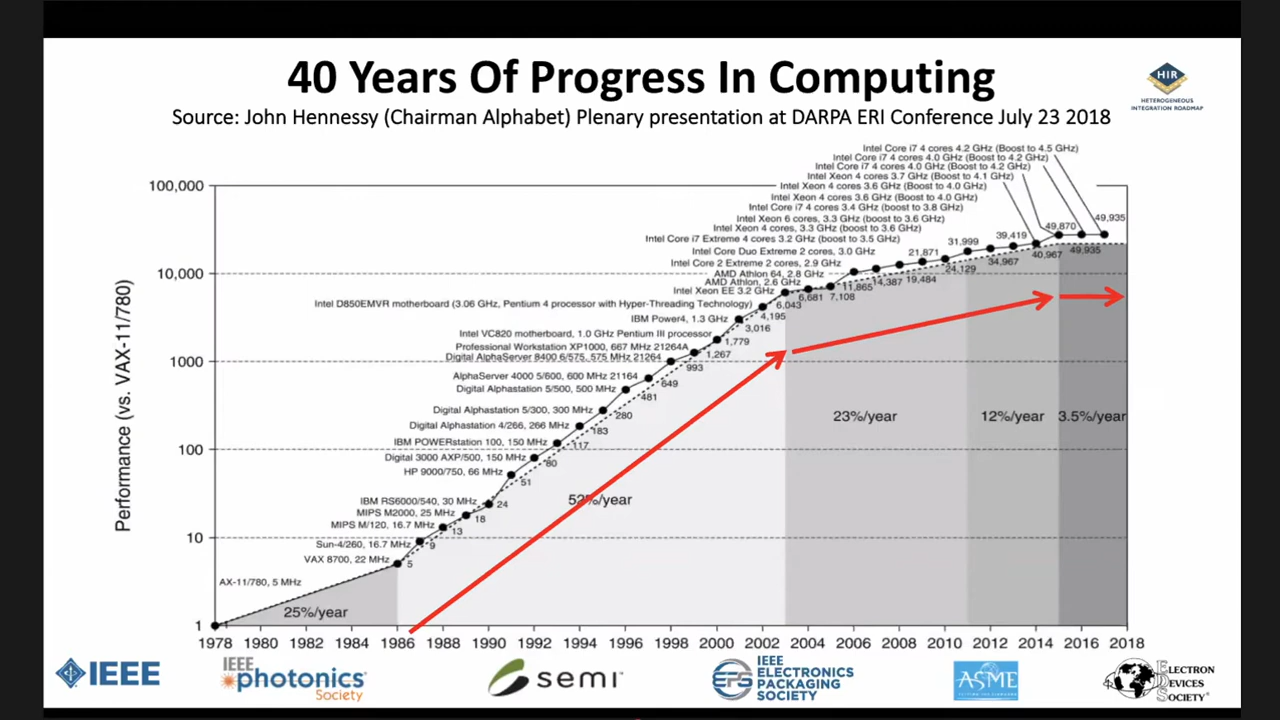 40 Years Of Progress In Computing
Source: John Hennessy (Chairman Alphabet) Plenary presentation at DARPA ERI Conference July 23 2018
HIR
HETEROGENEOUS
INTEGRATION ROADMAP
Performance (vs. VAX-11/780)
100,000
10,000
1000
100
10
1
Intel Core i7 4 cores 4.2 GHz (Boost to 4.5 GHz)
Intel Core i7 4 cores 4.0 GHz (Boost to 4.2 GHz)
Intel Core i7 4 cores 4.0 GHz (Boost to 4.2 GHz)
Intel Xeon 4 cores 3.7 GHz (Boost to 4.1 GHz)
Intel Xeon 4 cores 3.6 GHz (Boost to 4.0 GHz)
Intel Xeon 4 cores 3.6 GHz (Boost to 4.0 GHz)
Intel Core i7 4 cores 3.4 GHz (boost to 3.8 GHz)
Intel Xeon 6 cores, 3.3 GHz (boost to 3.6 GHz)
Intel Xeon 4 cores, 3.3 GHz (boost to 3.6 GHz)
Intel Core i7 Extreme 4 cores 3.2 GHz (boost to 3.5 GHz)
Intel Core Duo Extreme 2 cores, 3.0 GHz
Intel Core 2 Extreme 2 cores, 2.9 GHz
AMD Athlon 64, 2.8 GHz
AMD Athlon, 2.6 GHz
Intel Xeon EE 3.2 GHz
Intel D850EMVR motherboard (3.06 GHz, Pentium 4 processor with Hyper-Threading Technology)
IBM Power4, 1.3 GHz
Intel VC820 motherboard, 1.0 GHz Pentium III processor
Professional Workstation XP1000, 667 MHz 21264A
Digital AlphaServer 8400 6/575, 575 MHz 21264
AlphaServer 4000 5/600, 600 MHz 21164
Digital Alphastation 5/500, 500 MHz
Digital Alphastation 5/300, 300 MHz
Digital Alphastation 4/266, 266 MHz
IBM POWERstation 100, 150 MHz
Digital 3000 AXP/500, 150 MHz
HP 9000/750, 66 MHz
IBM RS6000/540, 30 MHz
MIPS M2000, 25 MHz
MIPS M/120, 16.7 MHz
Sun-4/260, 16.7 MHz
VAX 8700, 22 MHz
AX-11/780, 5 MHz
5
9
13
18
24
51
80
117
183
280
481
649
993
1,267
1,779
3,016
4,195
6,043
6,681
7,108
11,865
14,387
19,484
21,871
24,129
31,999
34,967
39,419
40,967
49,870
49,935
49,935
25%/year
52%/year
23%/year
12%/year
3.5%/year
1978 1980 1982 1984 1986 1988 1990 1992 1994 1996 1998 2000 2002 2004 2006 2008 2010 2012 2014 2016 2018
IEEE
IEEE
photonics
Society
semi
EPS
IEEE
ELECTRONICS
PACKAGING
SOCIETY
ASME
ELECTRON
DEVICES
SOCIETY